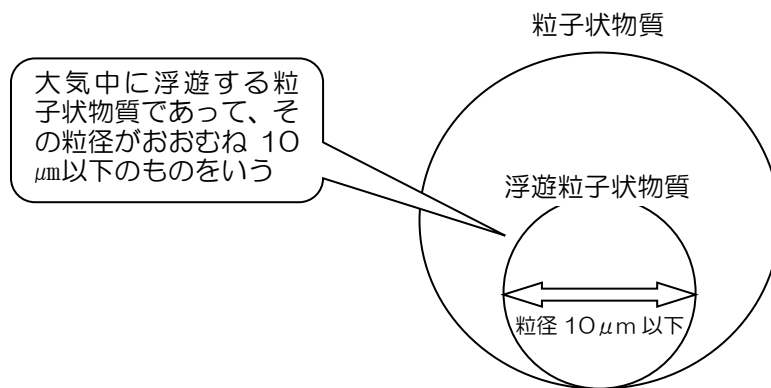 粒子状物質
大気中に浮遊する粒
子状物質であって、そ
の粒径がおおむね 10
㎛以下のものをいう
浮遊粒子状物質
粒径 10μm 以下